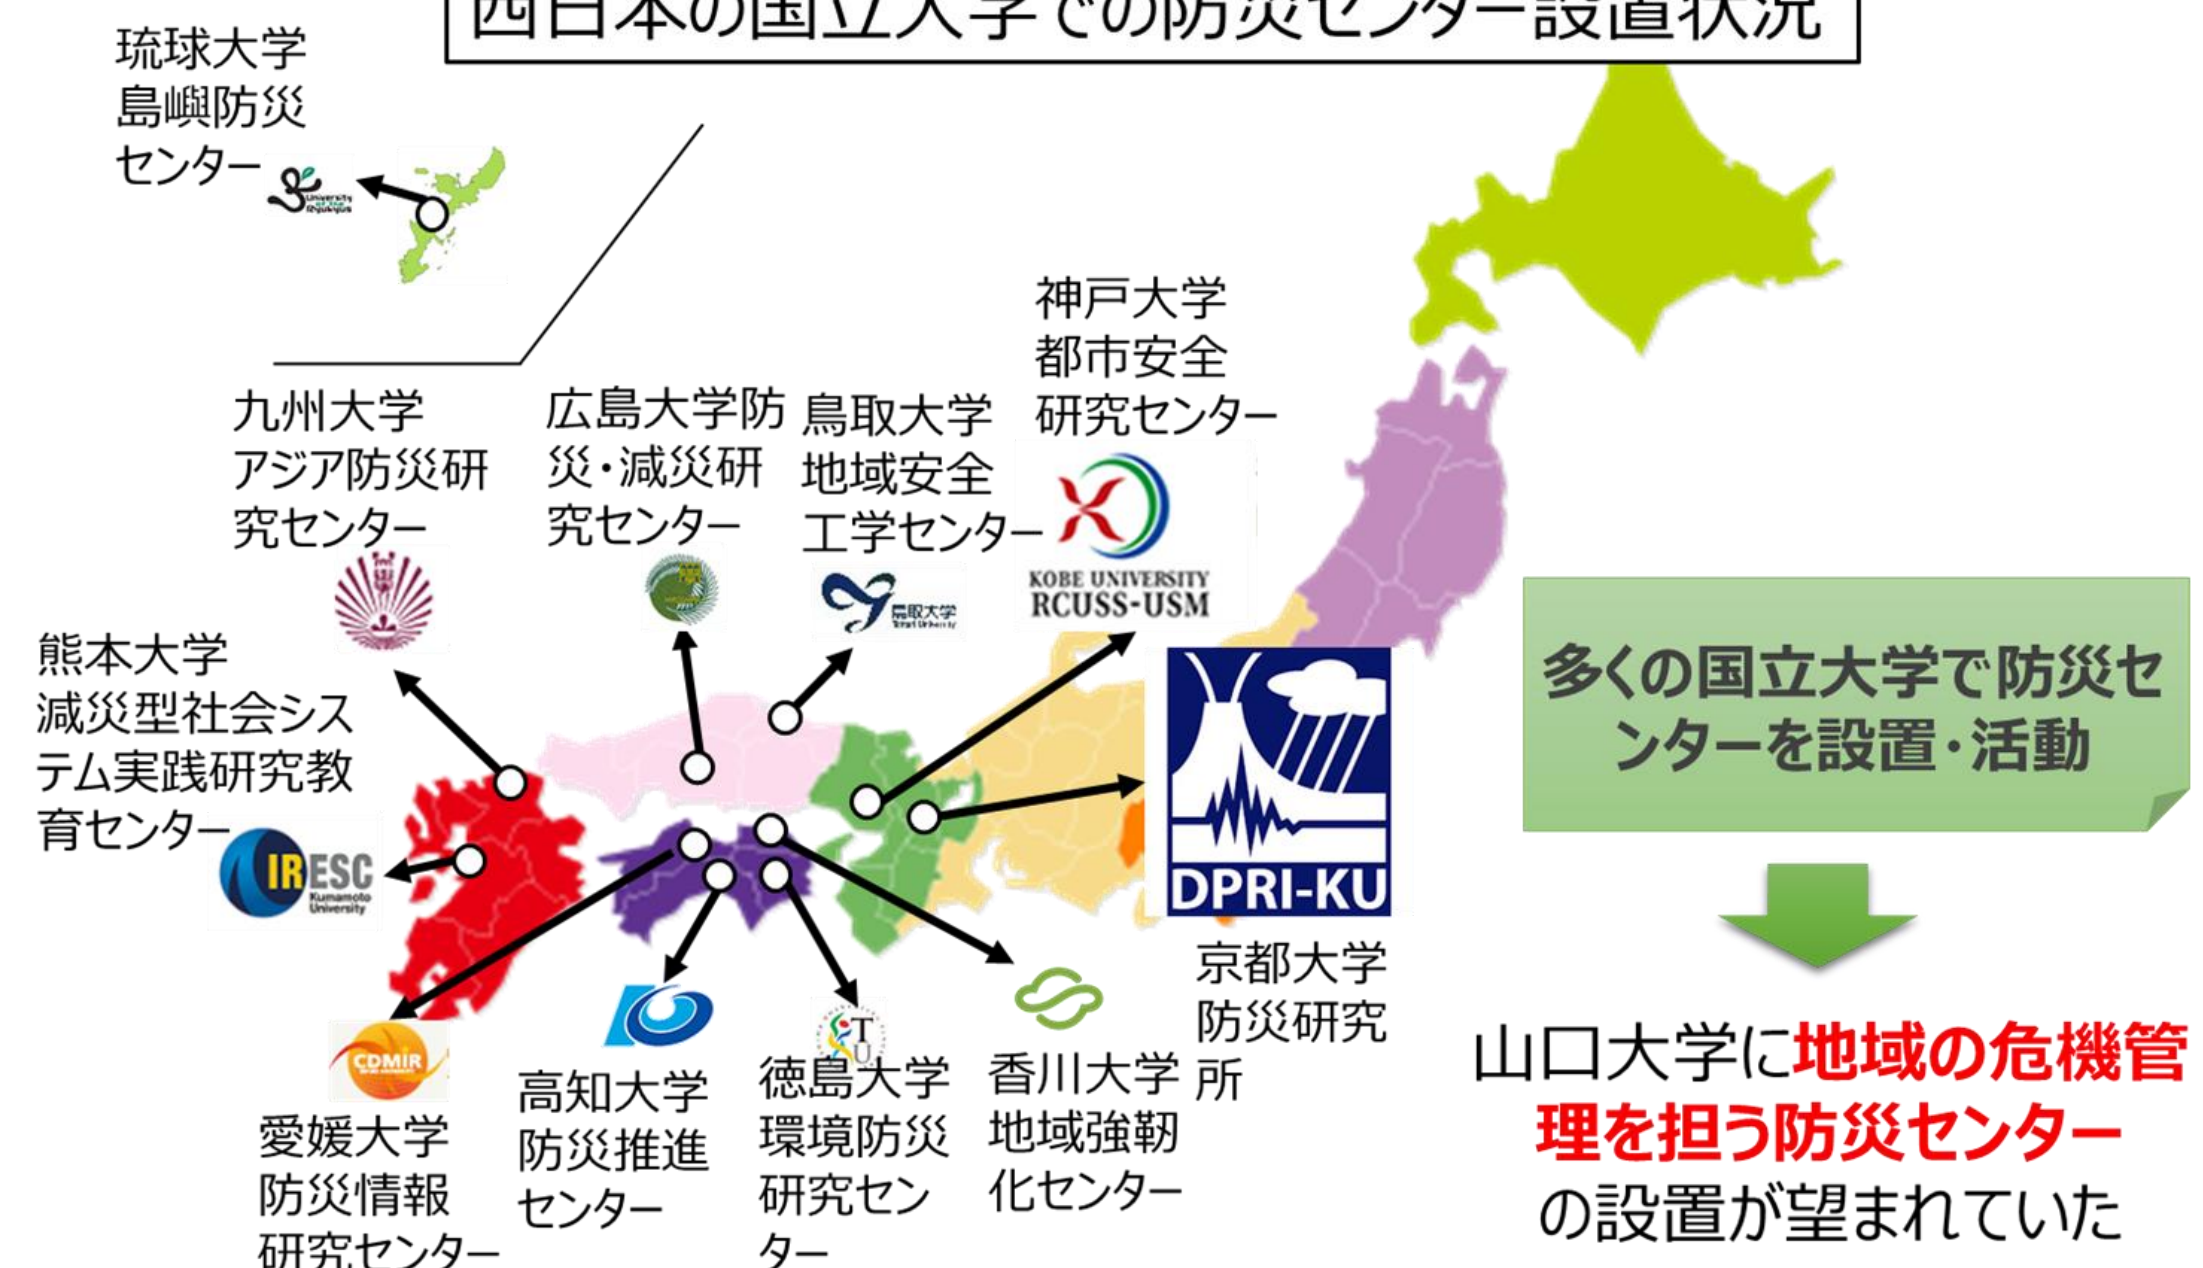 西日本の国立大学での防災センター設置状況
琉球大学
島嶼防災
センター
University
of the
Ryukyus
神戸大学
都市安全
研究センター
KOBE UNIVERSITY
RCUSS-USM
九州大学
アジア防災研
究センター
広島大学防
災・減災研
究センター
鳥取大学
地域安全
工学センター
鳥取大学
Tottori University
熊本大学
減災型社会シス
テム実践研究教
育センター
IRESC
Kumamoto
University
DPRI-KU
京都大学
防災研究
所
多くの国立大学で防災セ
ンターを設置・活動
CDMIR
愛媛大学
防災情報
研究センター
高知大学
防災推進
センター
T
U
徳島大学
環境防災
研究セン
ター
香川大学
地域強靭
化センター
山口大学に地域の危機管
理を担う防災センター
の設置が望まれていた